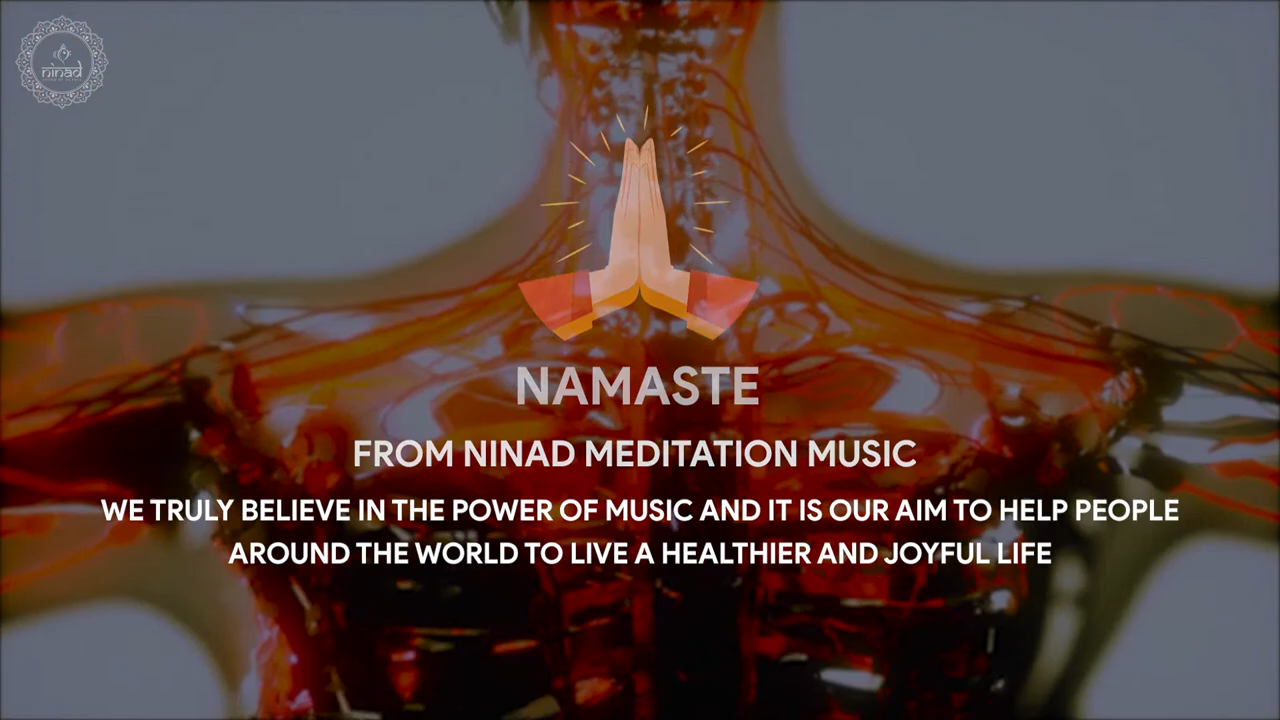 ninad
NAMASTE
FROM NINAD MEDITATION MUSIC
WE TRULY BELIEVE IN THE POWER OF MUSIC AND IT IS OUR AIM TO HELP PEOPLE
AROUND THE WORLD TO LIVE A HEALTHIER AND JOYFUL LIFE